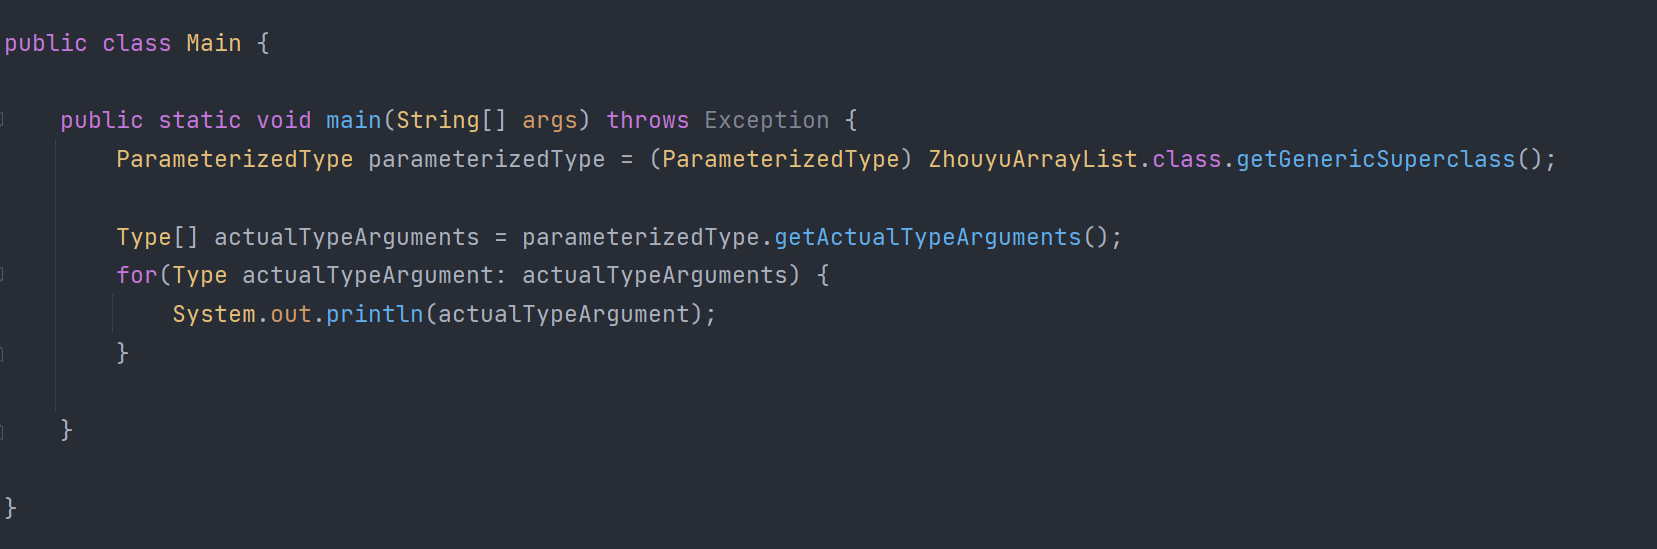 public class Main {
public static void main(String[] args) throws Exception {
ParameterizedType parameterizedType = (ParameterizedType) ZhouyuArrayList.class.getGenericSuperclass();
Type[] actualTypeArguments = parameterizedType.getActualTypeArguments();
for(Type actualTypeArgument: actualTypeArguments) {
System.out.println(actualTypeArgument);
}
}
}